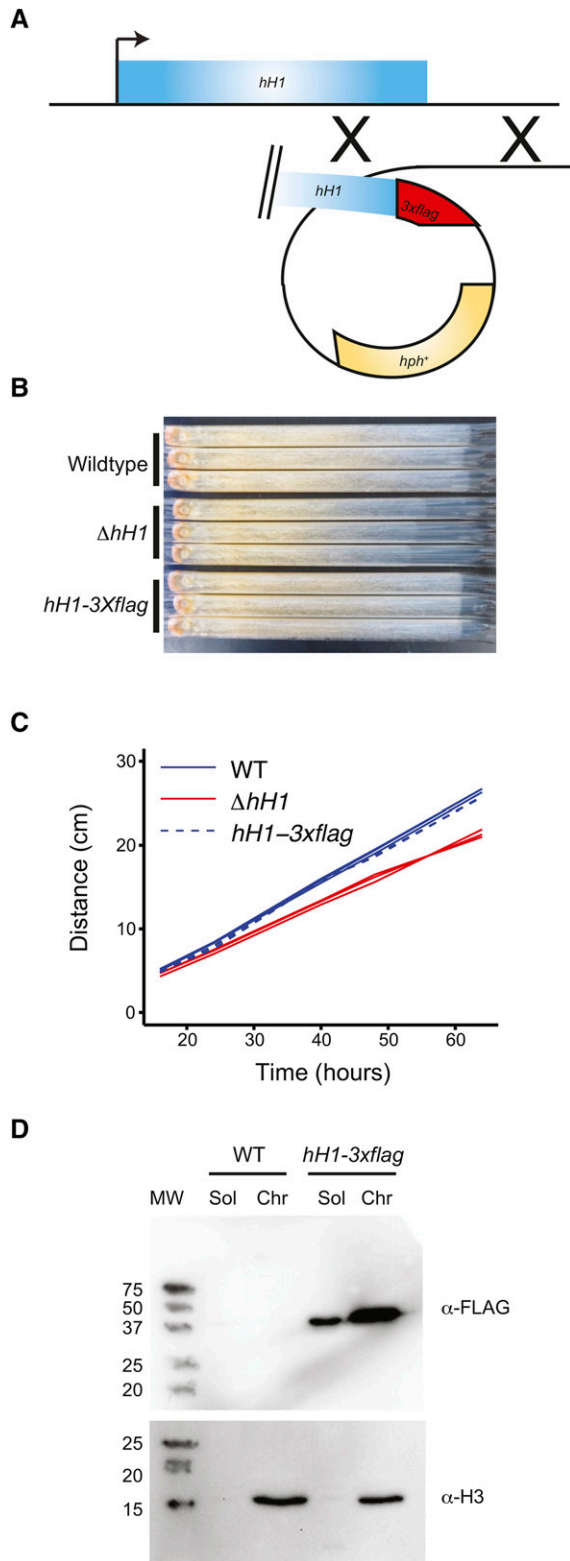 A
hH1
hH1
3xflag
hph+
B
Wildtype
ΔhH1
hH1-3Xflag
C
30
20
10
0
Distance (cm)
WT
ΔhH1
hH1–3xflag
20 30 40 50 60
Time (hours)
D
WT hH1-3xflag
MW Sol Chr Sol Chr
75
50
37
25
20
α-FLAG
25
20
15
α-H3